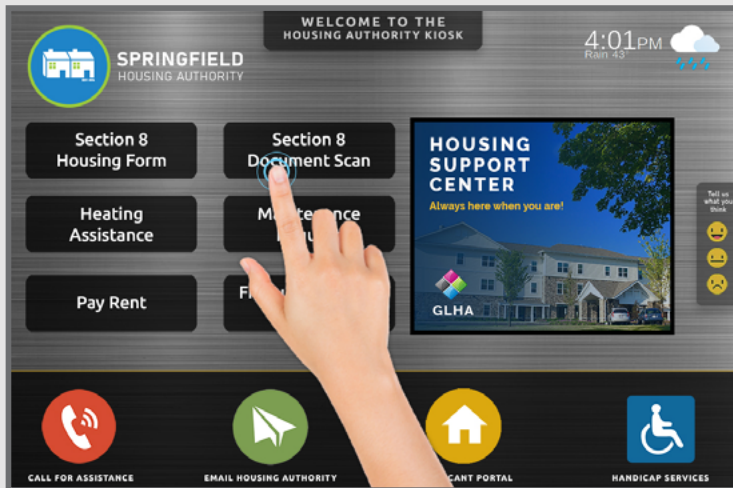 WELCOME TO THE
HOUSING AUTHORITY KIOSK
4:01PM
Rain 43°
SPRINGFIELD
HOUSING AUTHORITY
Section 8
Housing Form
Section 8
Document Scan
Heating
Assistance
Pay Rent
HOUSING
SUPPORT
CENTER
Always here when you are!
GLHA
Tell us
what you
think
CALL FOR ASSISTANCE
EMAIL HOUSING AUTHORITY
PORTAL
HANDICAP SERVICES